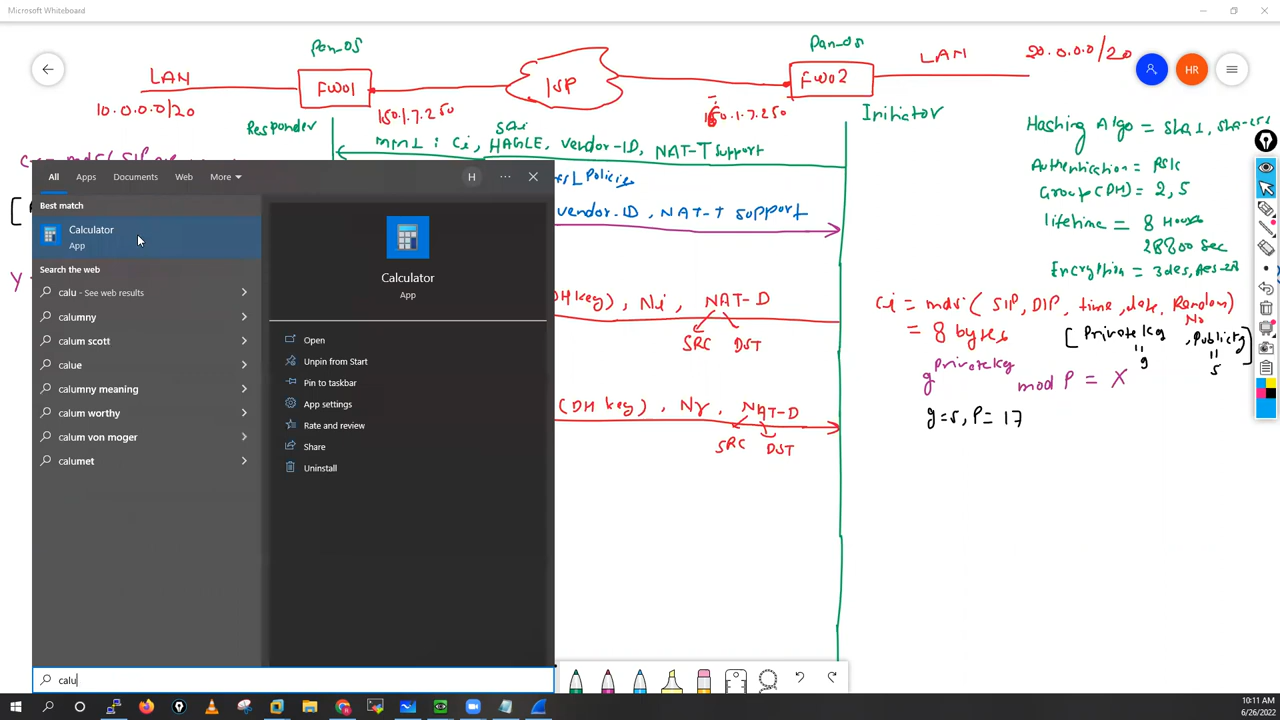 Microsoft Whiteboard
Pan-OS
Pan-OS
LAN
FW01
ISP
FW02
LAN
20.0.0.0/20
HR
10.0.0.0/20
150.1.7.250
50.1.7.250
Responder
Initiator
SAi
MM1 : Ci, HAGLE, vendor-ID, NAT-T support
Hashing Algo = SHA1,
Authentication = PSK
Policies
Group(DH) = 2, 5
vendor-ID, NAT-T support
lifetime = 8 Hours
28800 Sec
Encryption = 3des,
All Apps Documents Web More
H
Best match
Calculator
App
Search the web
calu - See web results
calumny
calum scott
calue
calumny meaning
calum worthy
calum von moger
calumet
Calculator
App
Open
Unpin from Start
Pin to taskbar
App settings
Rate and review
Share
Uninstall
Y
(DH key), Ni, NAT-D
SRC DST
(DH key), Nr, NAT-D
SRC DST
Ci = md5( SIP, DIP, time, date, Random)
No
= 8 bytes
[Private key
g Private key mod P = X
g=5, P= 17
calu
10:11 AM
6/26/2022